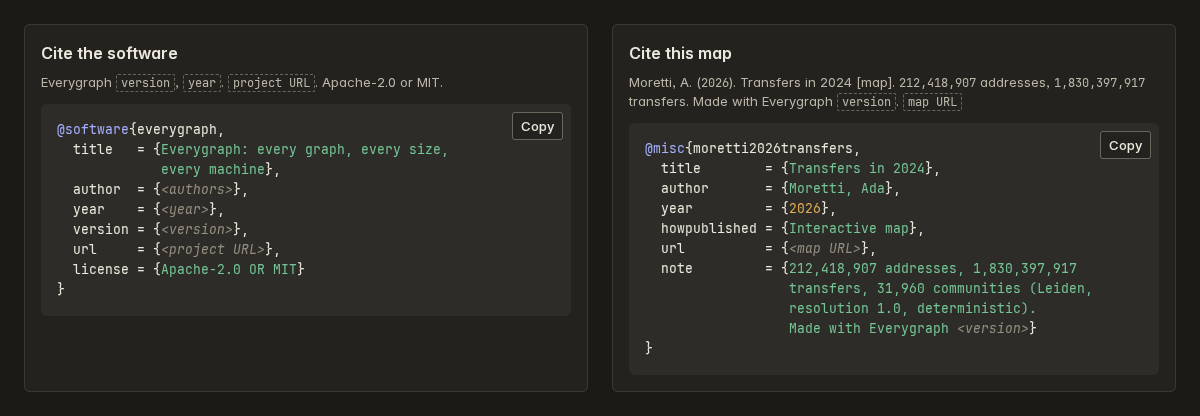 Cite the software
Everygraph version, year. project URL. Apache-2.0 or MIT.
Copy
@software{everygraph,
  title   = {Everygraph: every graph, every size,
             every machine},
  author  = {<authors>},
  year    = {<year>},
  version = {<version>},
  url     = {<project URL>},
  license = {Apache-2.0 OR MIT}
}
Cite this map
Moretti, A. (2026). Transfers in 2024 [map]. 212,418,907 addresses, 1,830,397,917
transfers. Made with Everygraph version. map URL
Copy
@misc{moretti2026transfers,
  title        = {Transfers in 2024},
  author       = {Moretti, Ada},
  year         = {2026},
  howpublished = {Interactive map},
  url          = {<map URL>},
  note         = {212,418,907 addresses, 1,830,397,917
                  transfers, 31,960 communities (Leiden,
                  resolution 1.0, deterministic).
                  Made with Everygraph <version>}
}